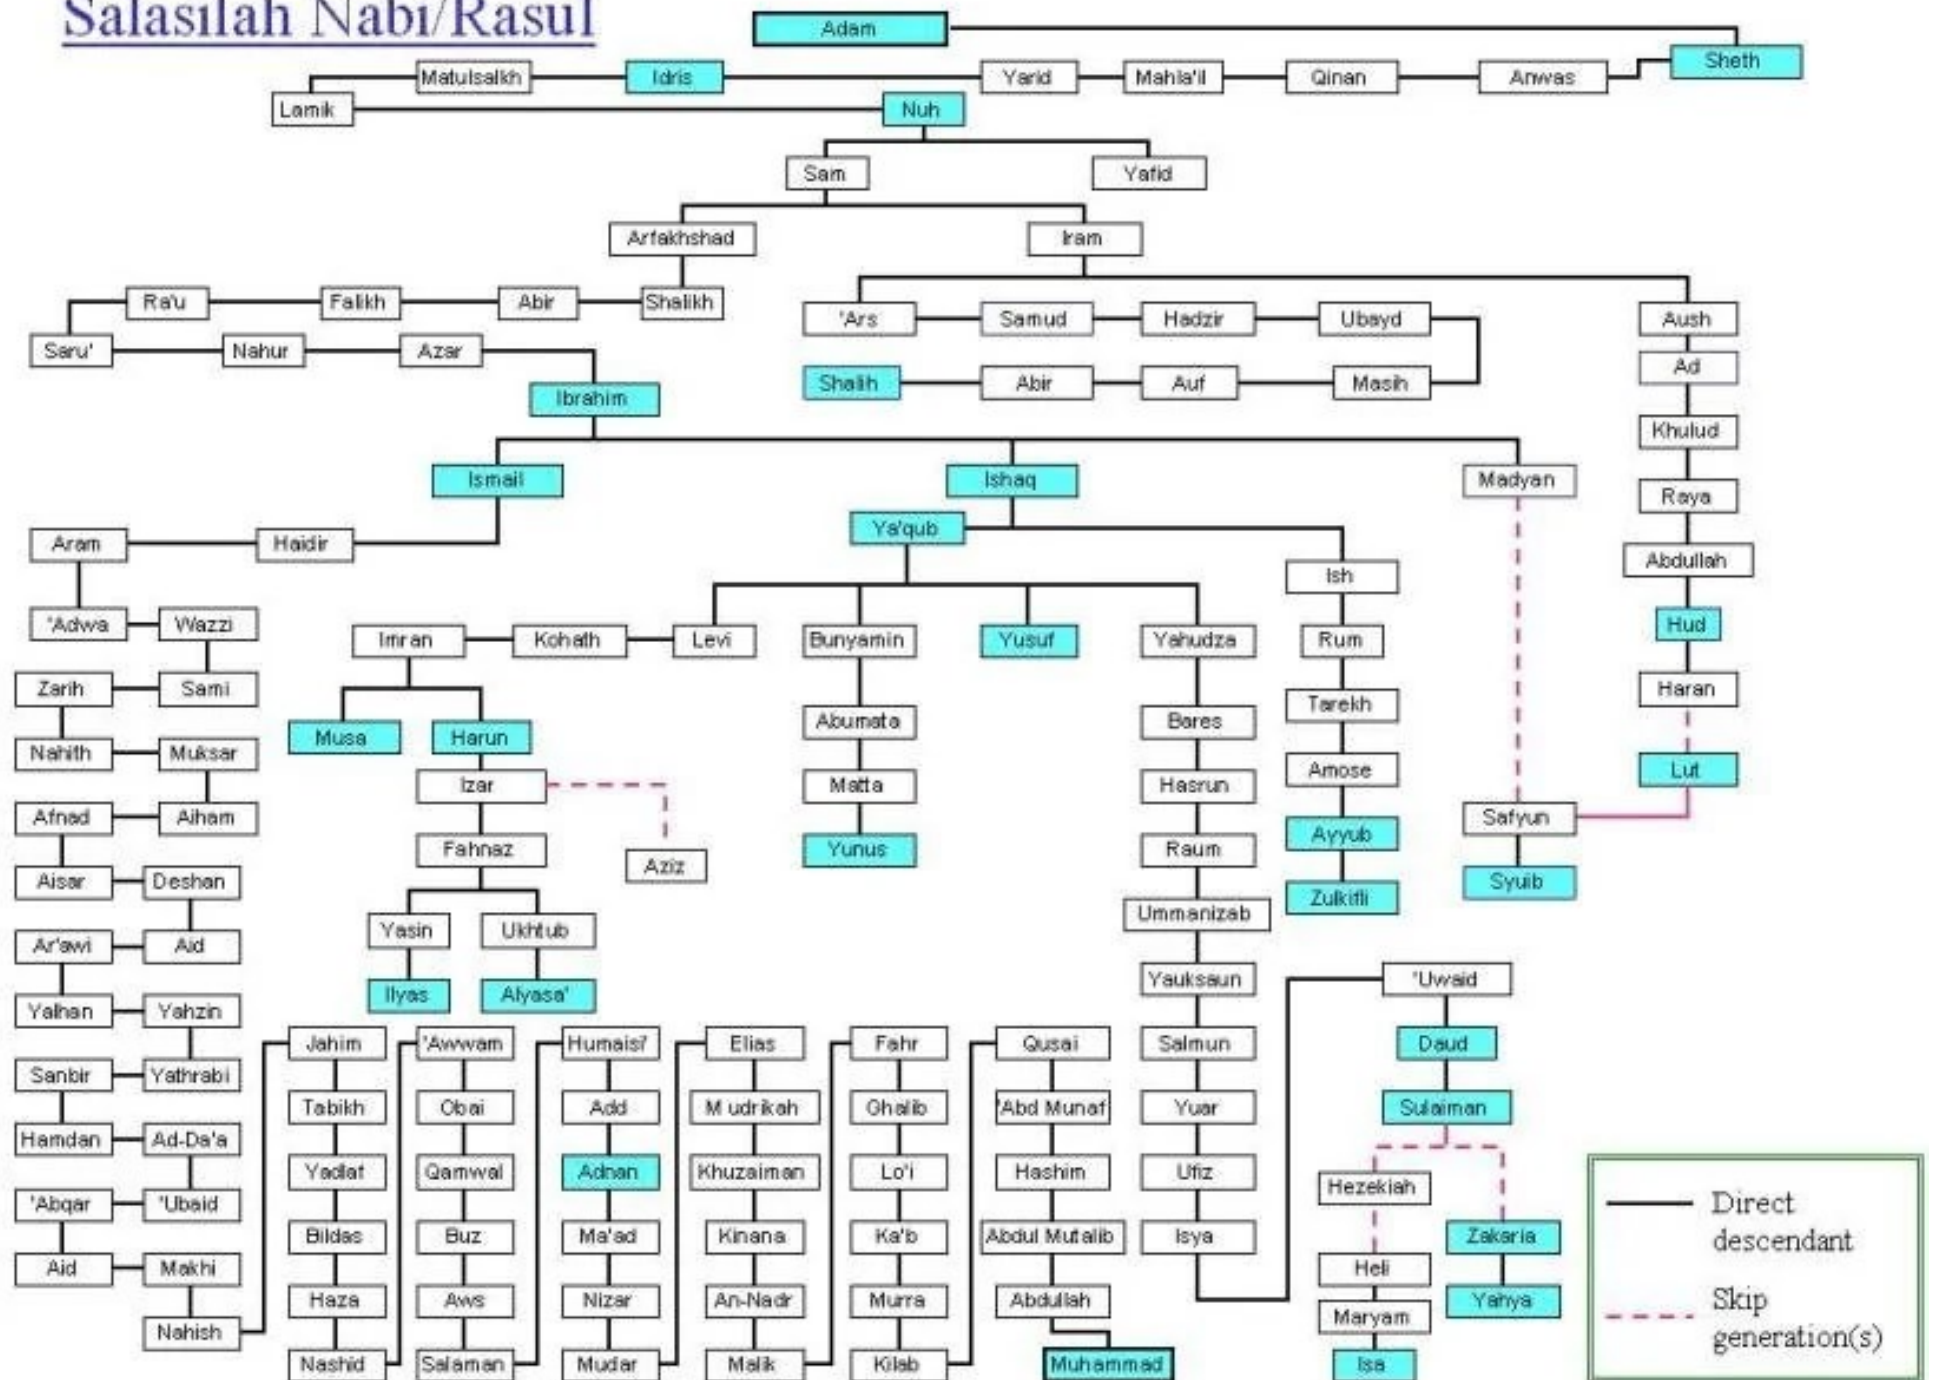 Salasilah Nabi/Rasul
Adam
Sheth
Matulsalkh Idris Yarid Mahla'il Qinan Anwas
Lamik Nuh
Sam Yafid
Arfakhshad Iram
Ra'u Falikh Abir Shalikh
'Ars Samud Hadzir Ubayd Aush
Saru' Nahur Azar
Ad
Shalih Abir Auf Masih
Ibrahim
Khulud
Ismail Ishaq Madyan
Raya
Ya'qub
Aram Haidir
Abdullah
Ish
'Adwa Wazzi
Hud
Imran Kohath Levi Bunyamin Yusuf Yahudza Rum
Zarih Sami
Haran
Tarekh
Abumata Bares
Musa Harun
Nahith Muksar
Amose Lut
Izar Matta Hasrun
Afnad Aiham
Safyun
Ayyub
Fahnaz Yunus Raum
Aziz
Aisar Deshan
Syuib
Zulkifli
Ummanizab
Yasin Ukhtub
Ar'awi Aid
Yauksaun 'Uwaid
Ilyas Alyasa'
Yalhan Yahzin
Jahim 'Awwam Humaisi' Elias Fahr Qusai Salmun Daud
Sanbir Yathrabi
Tabikh Obai Add Mudrikah Ghalib 'Abd Munaf Yuar Sulaiman
Hamdan Ad-Da'a
Yadlaf Qamwal Adnan Khuzaiman Lo'i Hashim Ufiz
Hezekiah
'Abqar 'Ubaid
Bildas Buz Ma'ad Kinana Ka'b Abdul Mutalib Isya Zakaria
Aid Makhi
Heli
Haza Aws Nizar An-Nadr Murra Abdullah Yahya
Maryam
Nahish
Nashid Salaman Mudar Malik Kilab Muhammad Isa
Direct
descendant
Skip
generation(s)